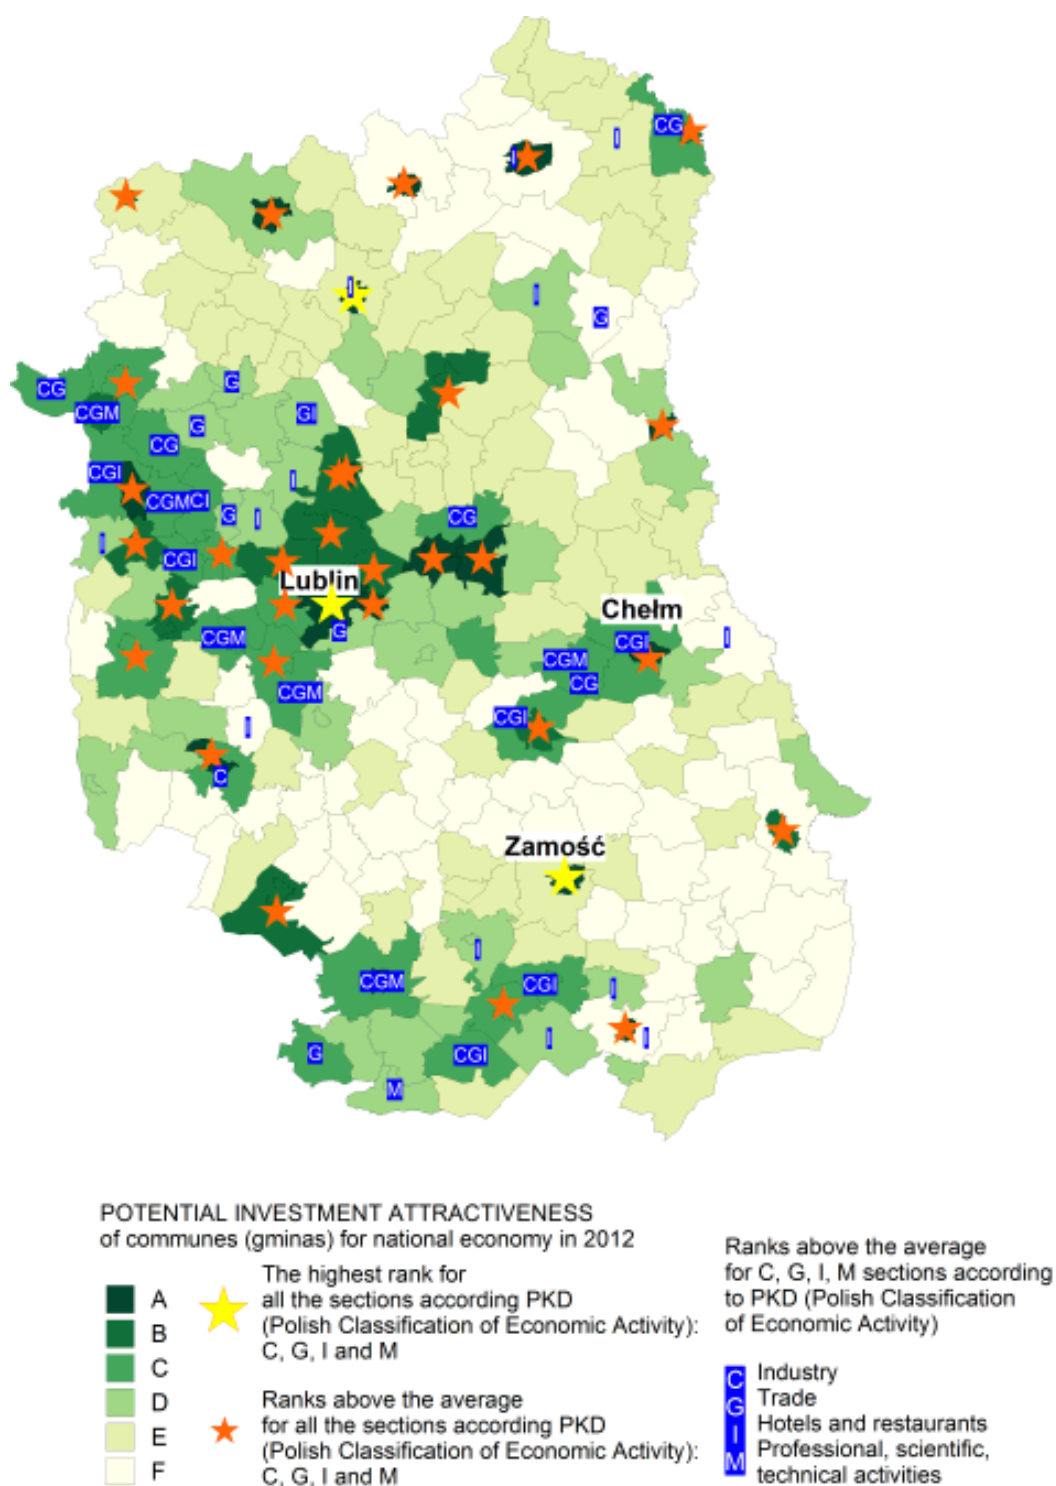 CG
I
I
I
I
G
CG
G
CGM
G
GI
CG
CGI
I
CGMCI
G
I
CG
I
CGI
Lublin
Chełm
G
CGM
CGI
I
CGM
CG
CGM
CGI
I
C
Zamość
I
CGM
CGI
I
I
I
G
CGI
M
POTENTIAL INVESTMENT ATTRACTIVENESS
of communes (gminas) for national economy in 2012
A
B
C
D
E
F
The highest rank for
all the sections according PKD
(Polish Classification of Economic Activity):
C, G, I and M
Ranks above the average
for all the sections according PKD
(Polish Classification of Economic Activity):
C, G, I and M
Ranks above the average
for C, G, I, M sections according
to PKD (Polish Classification
of Economic Activity)
C Industry
G Trade
I Hotels and restaurants
M Professional, scientific,
technical activities